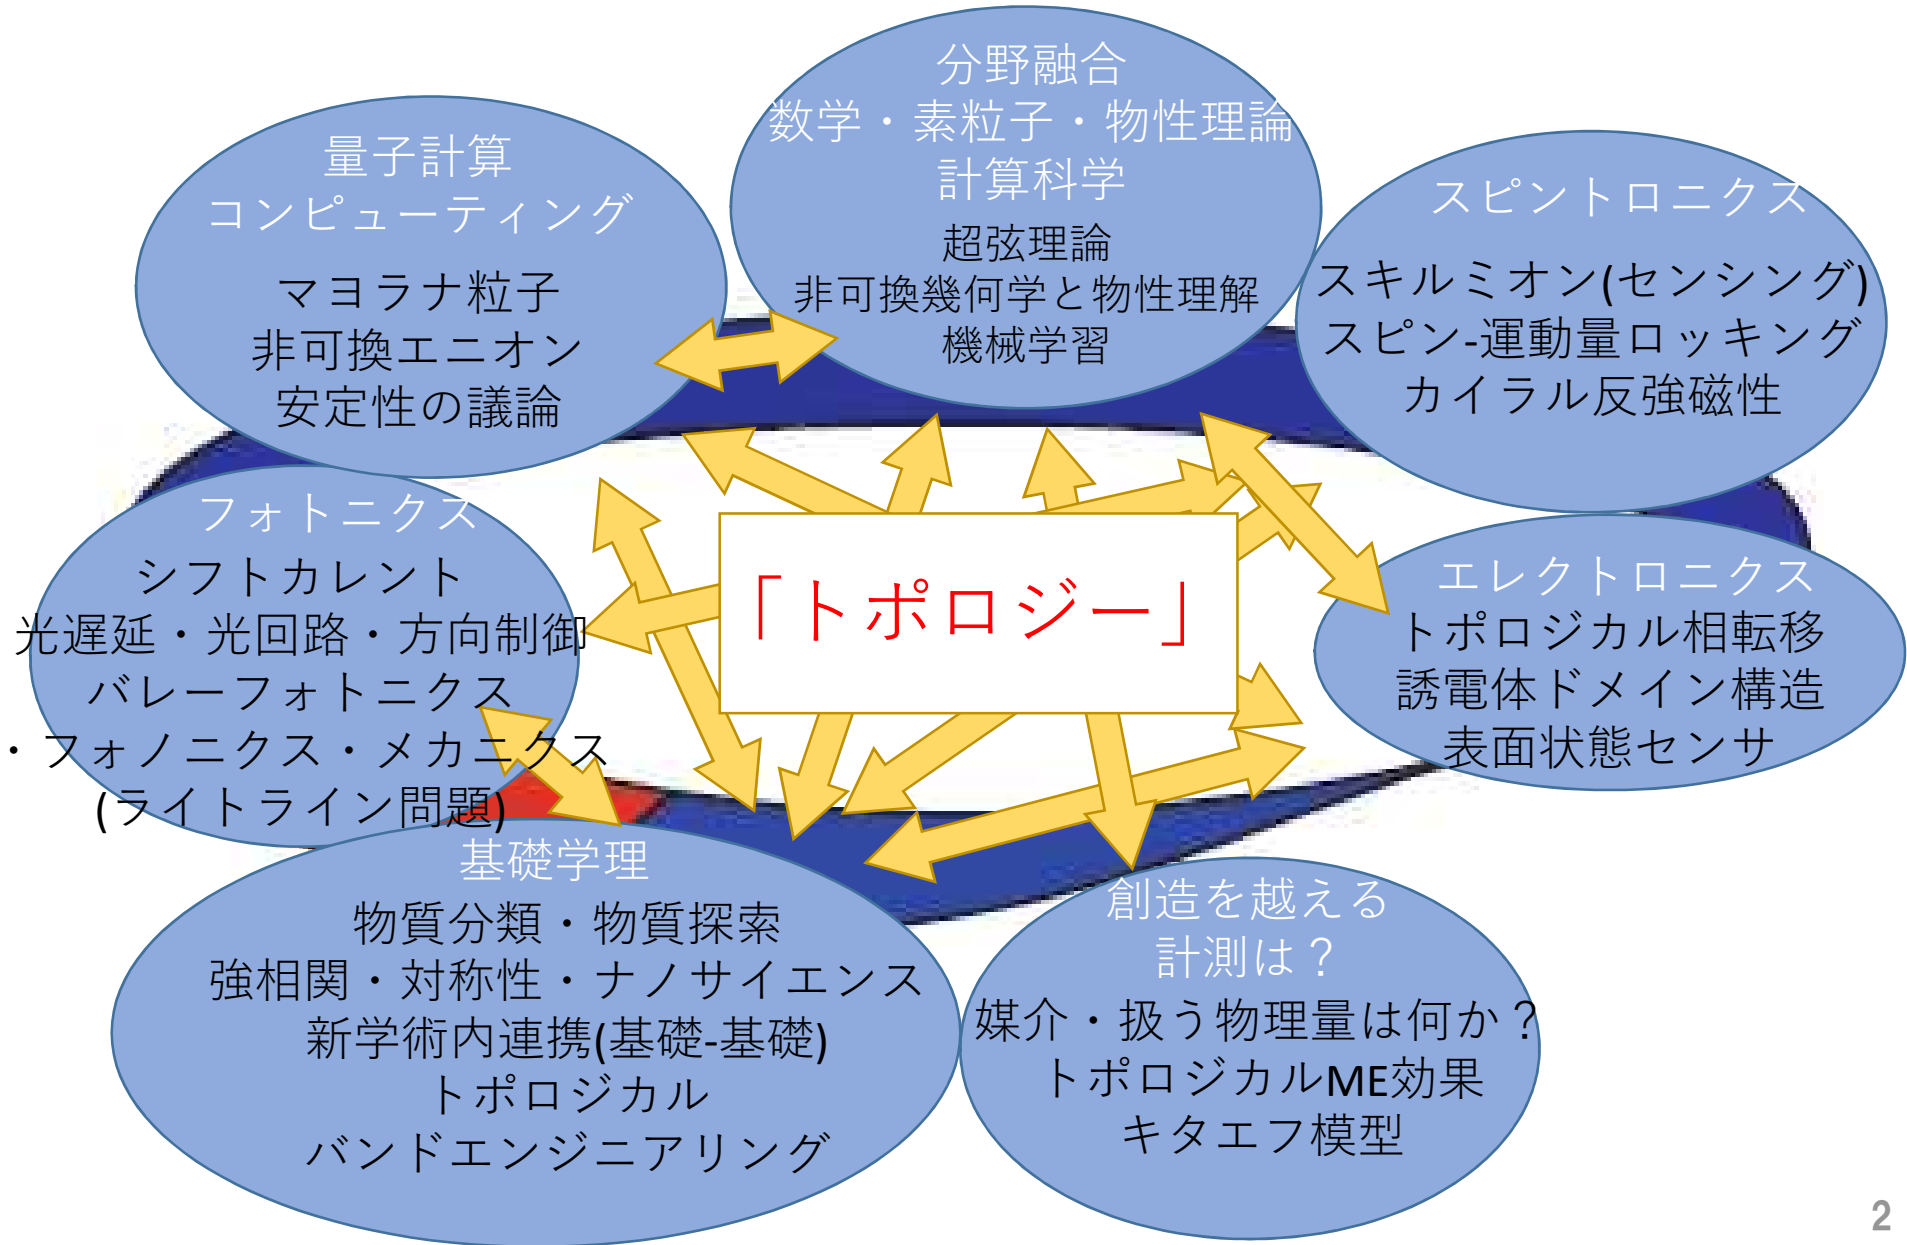 分野融合
数学・素粒子・物性理論
計算科学
超弦理論
非可換幾何学と物性理解
機械学習
量子計算
コンピューティング
マヨラナ粒子
非可換エニオン
安定性の議論
スピントロニクス
スキルミオン(センシング)
スピン-運動量ロッキング
カイラル反強磁性
フォトニクス
シフトカレント
光遅延・光回路・方向制御
バレーフォトニクス
・フォノニクス・メカニクス
(ライトライン問題)
「トポロジー」
エレクトロニクス
トポロジカル相転移
誘電体ドメイン構造
表面状態センサ
基礎学理
物質分類・物質探索
強相関・対称性・ナノサイエンス
新学術内連携(基礎-基礎)
トポロジカル
バンドエンジニアリング
創造を越える
計測は？
媒介・扱う物理量は何か？
トポロジカルME効果
キタエフ模型
2